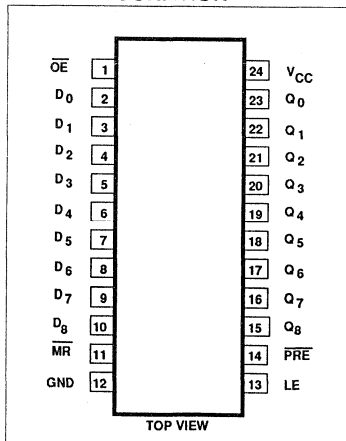 OE 1 24 VCC
D0 2 23 Q0
D1 3 22 Q1
D2 4 21 Q2
D3 5 20 Q3
D4 6 19 Q4
D5 7 18 Q5
D6 8 17 Q6
D7 9 16 Q7
D8 10 15 Q8
MR 11 14 PRE
GND 12 13 LE
TOP VIEW